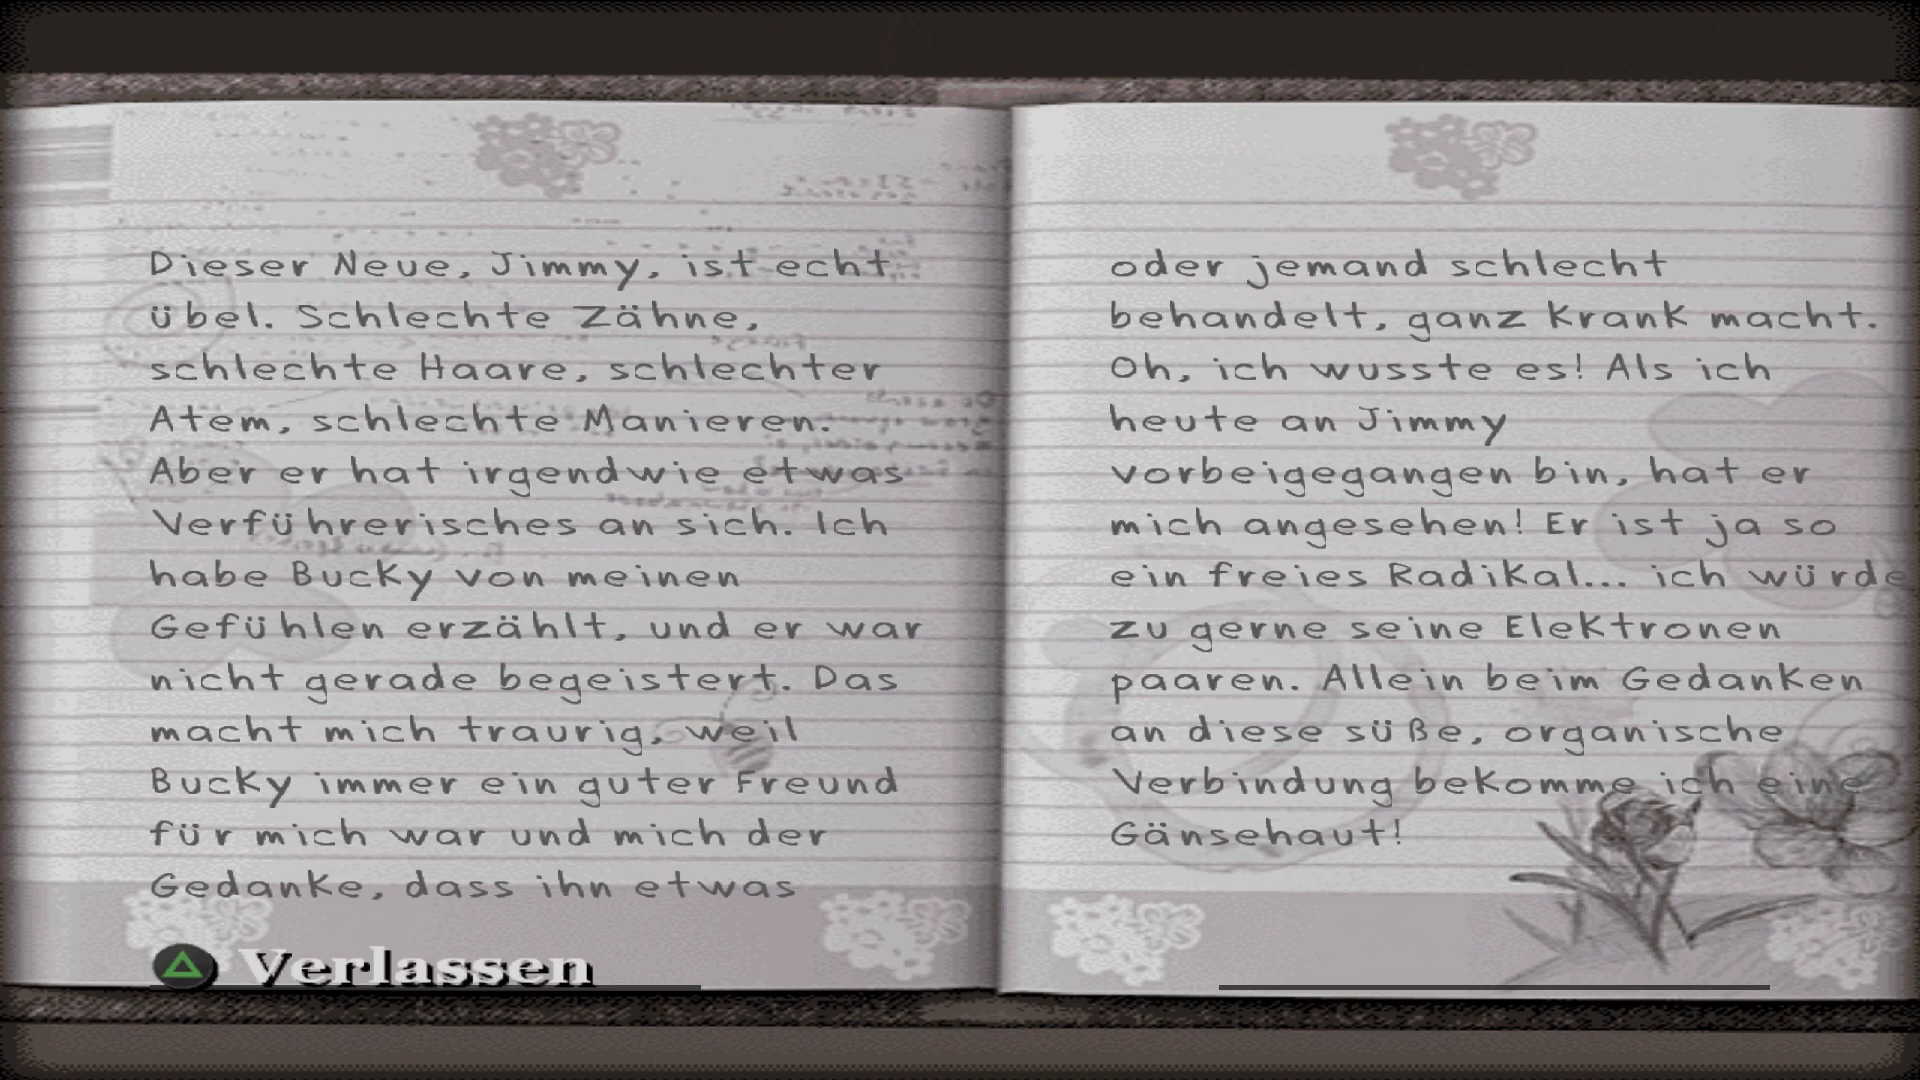 Dieser Neue, Jimmy, ist echt
übel. Schlechte Zähne,
schlechte Haare, schlechter
Atem, schlechte Manieren.
Aber er hat irgendwie etwas
Verführerisches an sich. Ich
habe Bucky von meinen
Gefühlen erzählt, und er war
nicht gerade begeistert. Das
macht mich traurig, weil
Bucky immer ein guter Freund
für mich war und mich der
Gedanke, dass ihn etwas
oder jemand schlecht
behandelt, ganz krank macht.
Oh, ich wusste es! Als ich
heute an Jimmy
vorbeigegangen bin, hat er
mich angesehen! Er ist ja so
ein freies Radikal... ich würde
zu gerne seine Elektronen
paaren. Allein beim Gedanken
an diese süße, organische
Verbindung bekomme ich eine
Gänsehaut!
Verlassen